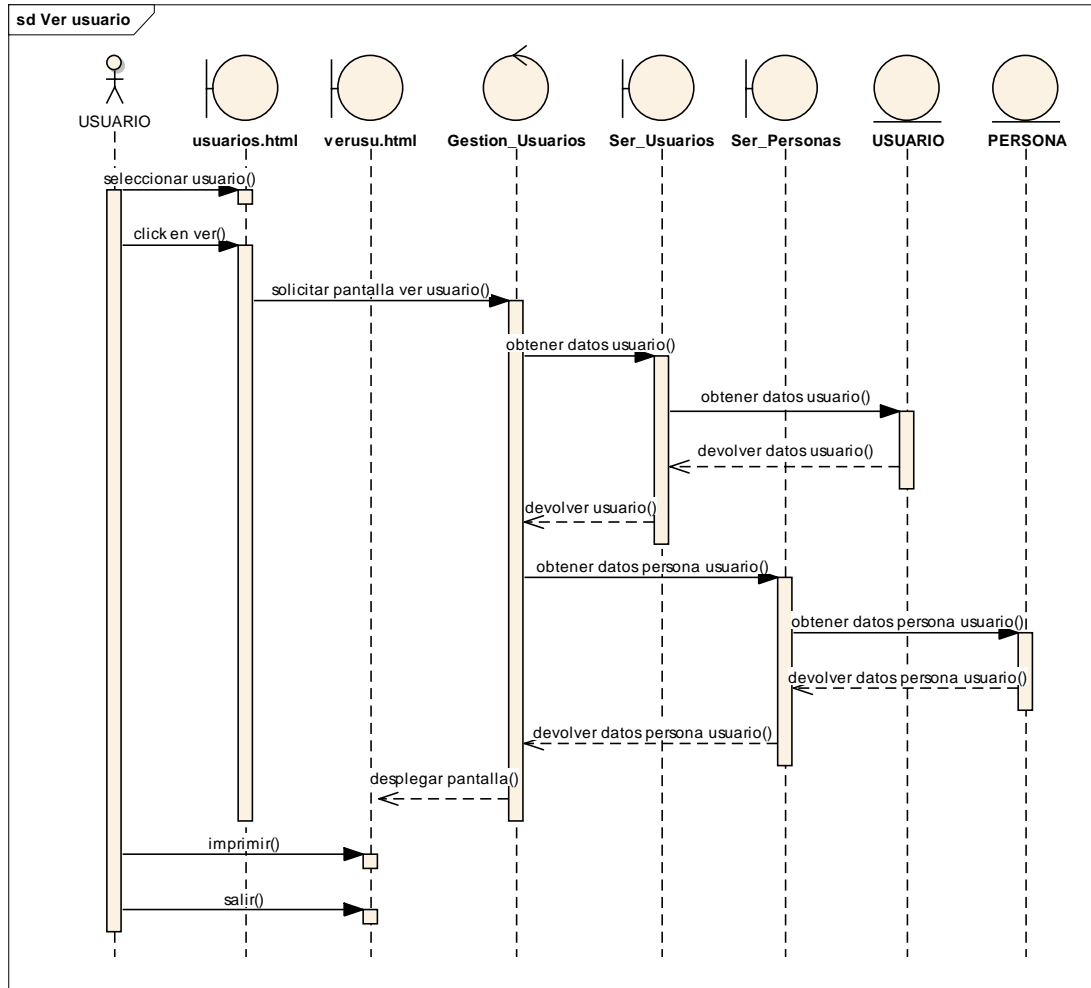 sd Ver usuario
USUARIO
usuarios.html
verusu.html
Gestion_Usuarios
Ser_Usuarios
Ser_Personas
USUARIO
PERSONA
seleccionar usuario()
click en ver()
solicitar pantalla ver usuario()
obtener datos usuario()
obtener datos usuario()
devolver datos usuario()
devolver usuario()
obtener datos persona usuario()
obtener datos persona usuario()
devolver datos persona usuario()
devolver datos persona usuario()
desplegar pantalla()
imprimir()
salir()